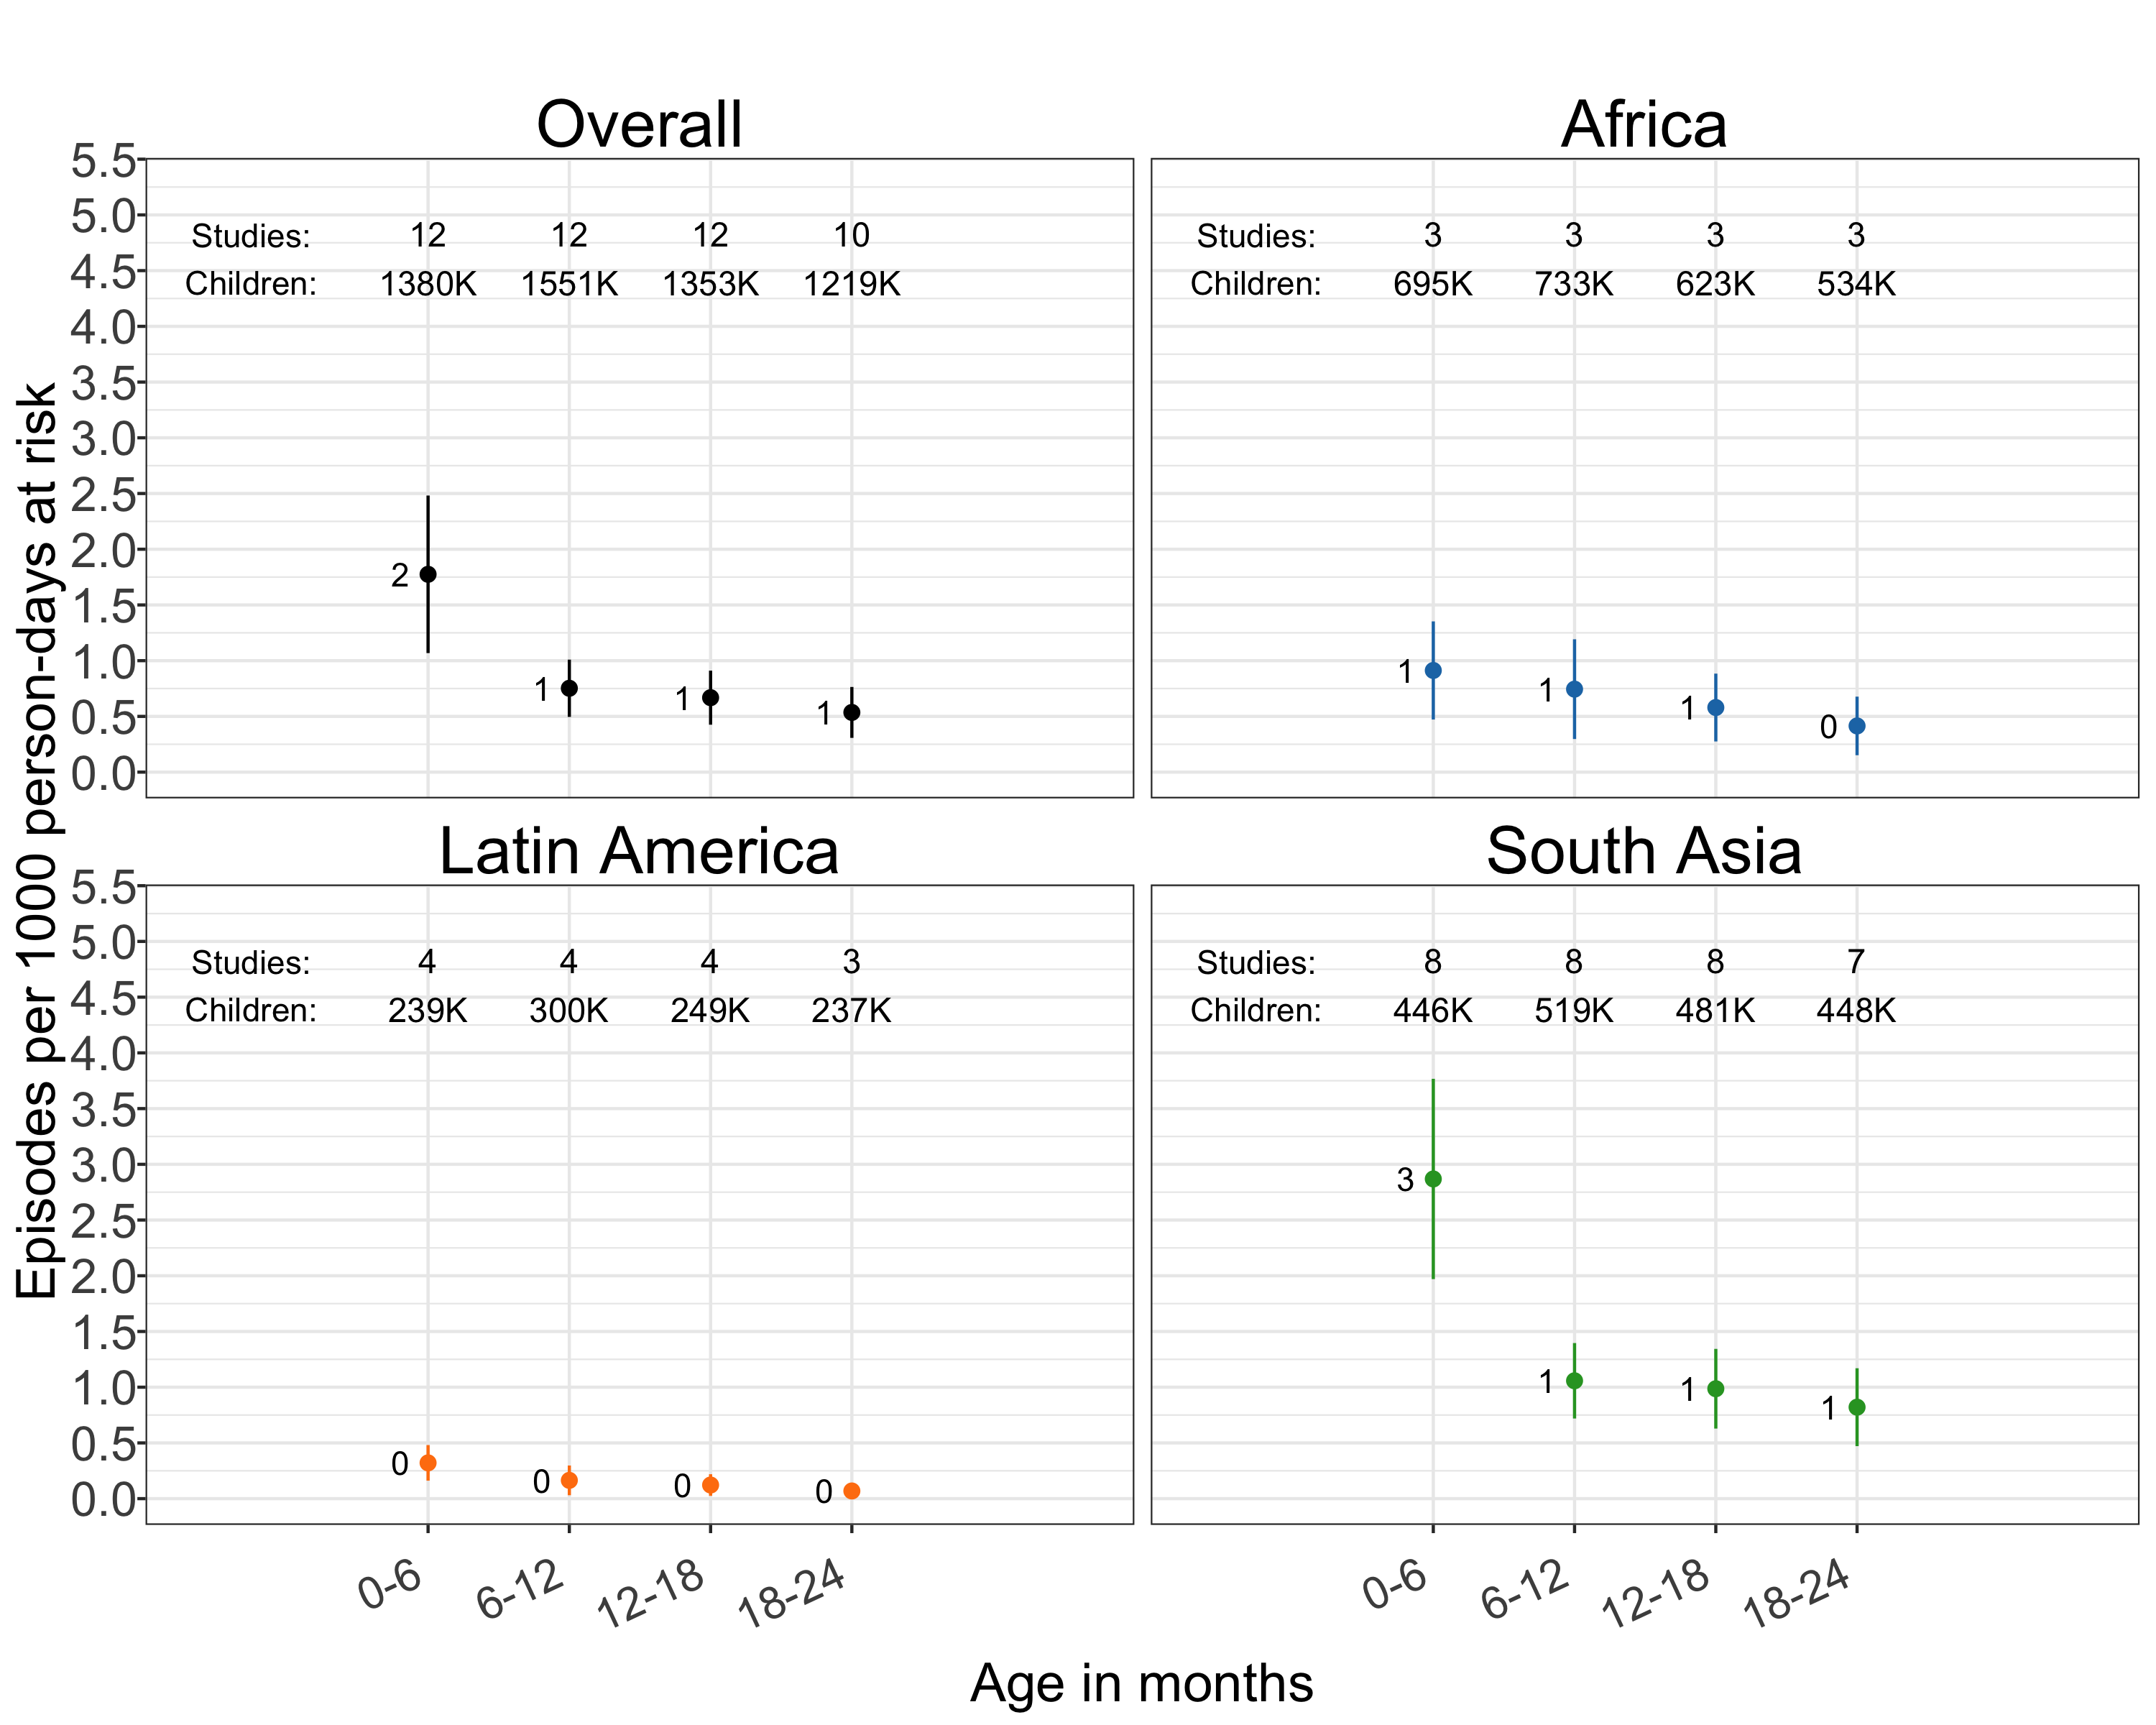 Overall
Africa
5.5
5.0
4.5
4.0
3.5
3.0
2.5
2.0
1.5
1.0
0.5
0.0
Studies: 12 12 12 10
Children: 1380K 1551K 1353K 1219K
2
1
1
1
Studies: 3 3 3 3
Children: 695K 733K 623K 534K
1
1
1
0
Episodes per 1000 person-days at risk
Latin America
South Asia
5.5
5.0
4.5
4.0
3.5
3.0
2.5
2.0
1.5
1.0
0.5
0.0
Studies: 4 4 4 3
Children: 239K 300K 249K 237K
0
0
0
0
Studies: 8 8 8 7
Children: 446K 519K 481K 448K
3
1
1
1
0-6 6-12 12-18 18-24
0-6 6-12 12-18 18-24
Age in months